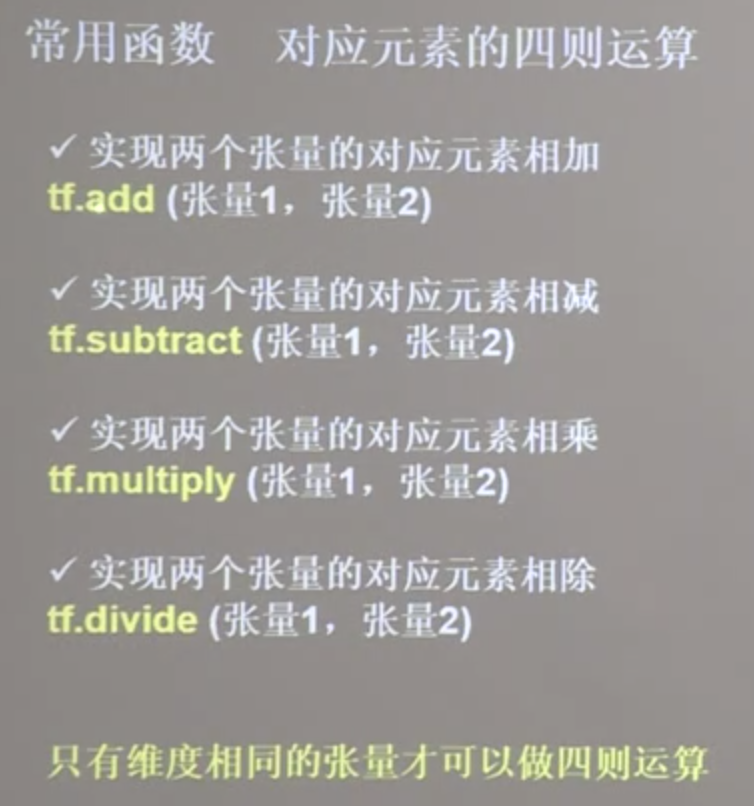 常用函数 对应元素的四则运算
✓ 实现两个张量的对应元素相加
tf.add (张量1，张量2)
✓ 实现两个张量的对应元素相减
tf.subtract (张量1，张量2)
✓ 实现两个张量的对应元素相乘
tf.multiply (张量1，张量2)
✓ 实现两个张量的对应元素相除
tf.divide (张量1，张量2)
只有维度相同的张量才可以做四则运算